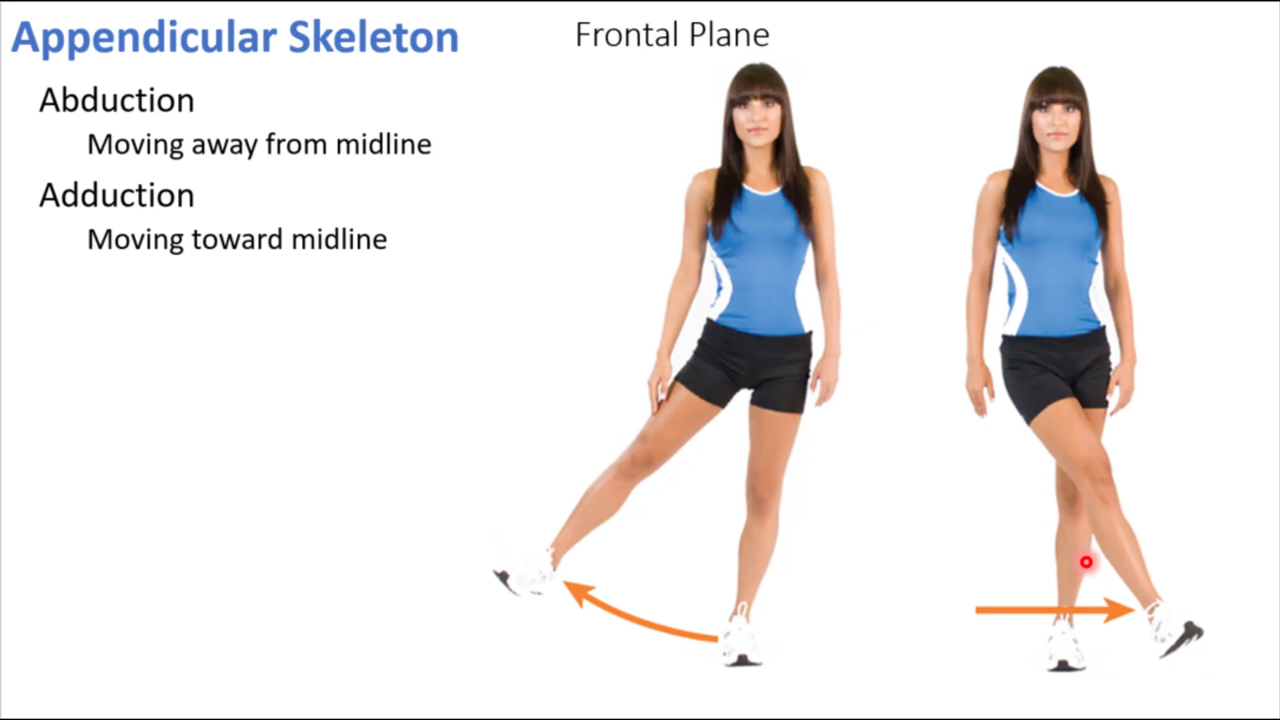 Appendicular Skeleton
Frontal Plane
Abduction
Moving away from midline
Adduction
Moving toward midline